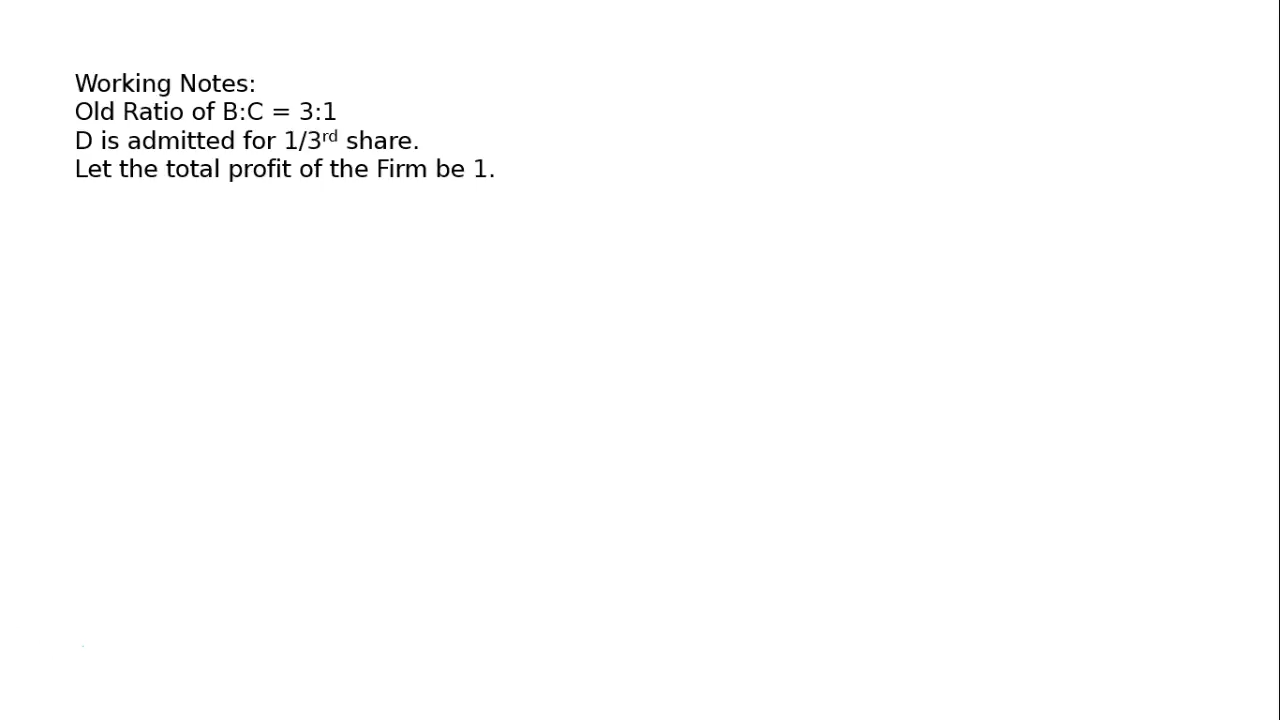 Working Notes:
Old Ratio of B:C = 3:1
D is admitted for 1/3rd share.
Let the total profit of the Firm be 1.